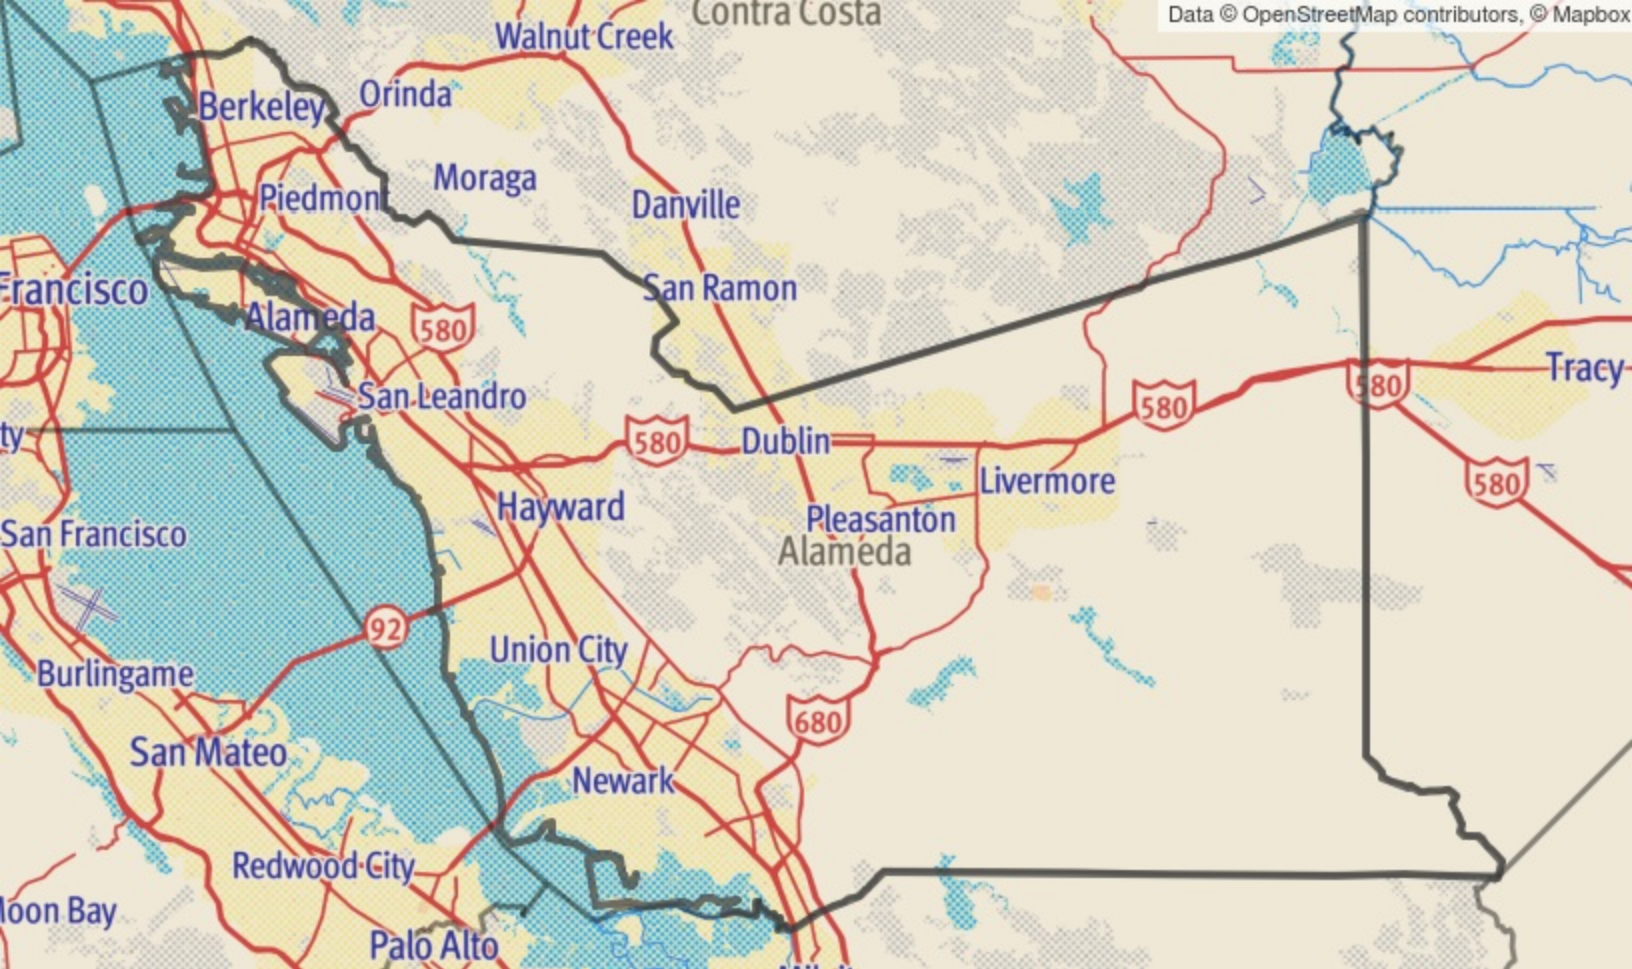 Contra Costa
Data © OpenStreetMap contributors, © Mapbox
Walnut Creek
Orinda
Berkeley
Moraga
Piedmon
Danville
Francisco
San Ramon
Alameda
580
Tracy
580
San Leandro
580
ty
580
Dublin
Livermore
580
Hayward
Pleasanton
San Francisco
Alameda
92
Union City
Burlingame
680
San Mateo
Newark
Redwood City
Moon Bay
Palo Alto